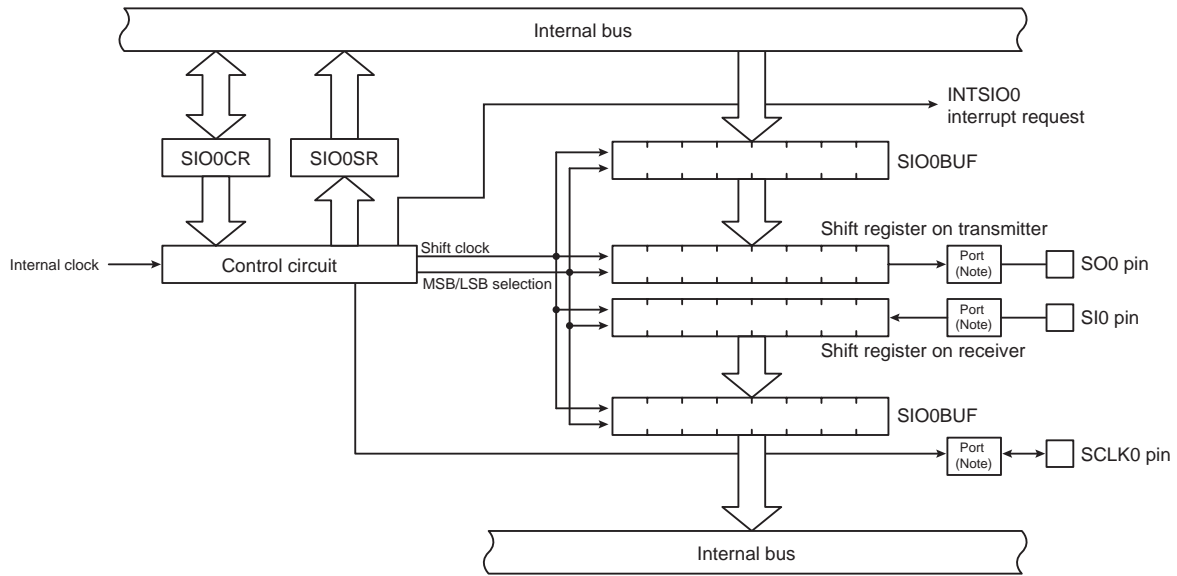 Internal bus
INTSIO0
interrupt request
SIO0CR
SIO0SR
SIO0BUF
Shift register on transmitter
Internal clock
Control circuit
Shift clock
MSB/LSB selection
Port
(Note)
SO0 pin
Port
(Note)
SI0 pin
Shift register on receiver
SIO0BUF
Port
(Note)
SCLK0 pin
Internal bus